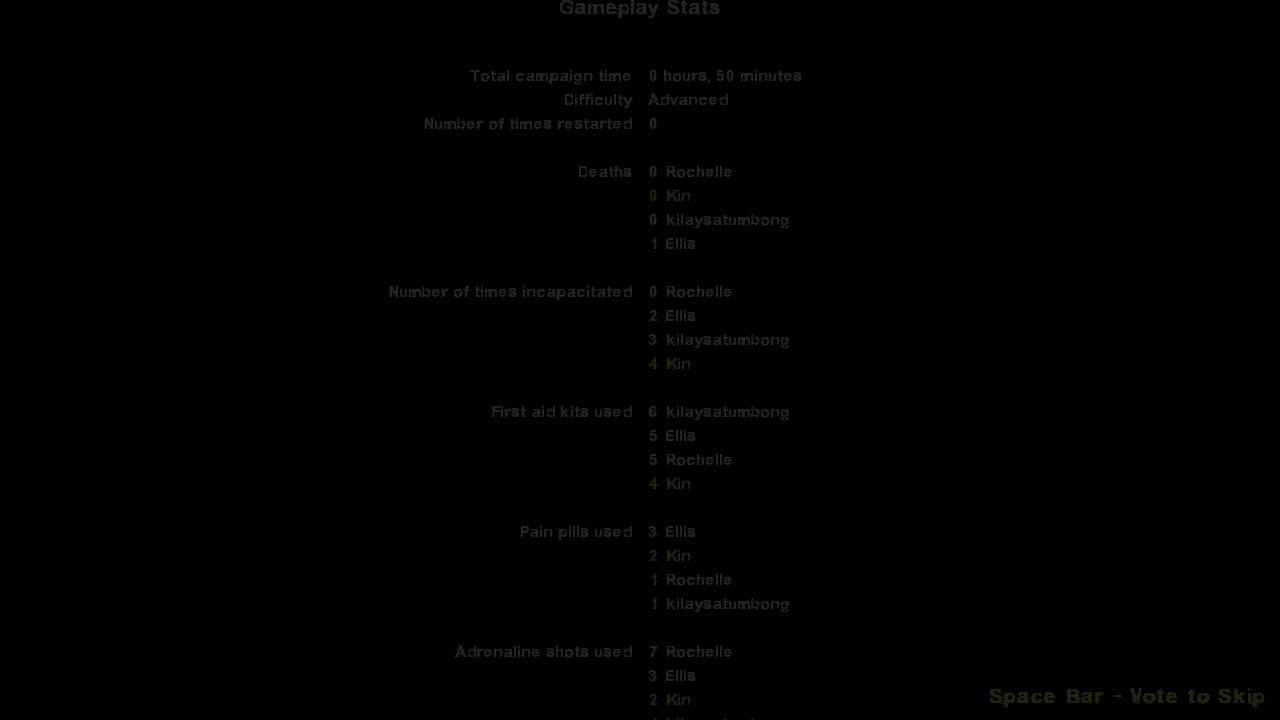 Gameplay Stats
Total campaign time 0 hours, 50 minutes
Difficulty Advanced
Number of times restarted 0
Deaths 0 Rochelle
0 Kin
0 kilaysatumbong
1 Ellis
Number of times incapacitated 0 Rochelle
2 Ellis
3 kilaysatumbong
4 Kin
First aid kits used 6 kilaysatumbong
5 Ellis
5 Rochelle
4 Kin
Pain pills used 3 Ellis
2 Kin
1 Rochelle
1 kilaysatumbong
Adrenaline shots used 7 Rochelle
3 Ellis
2 Kin
Space Bar - Vote to Skip